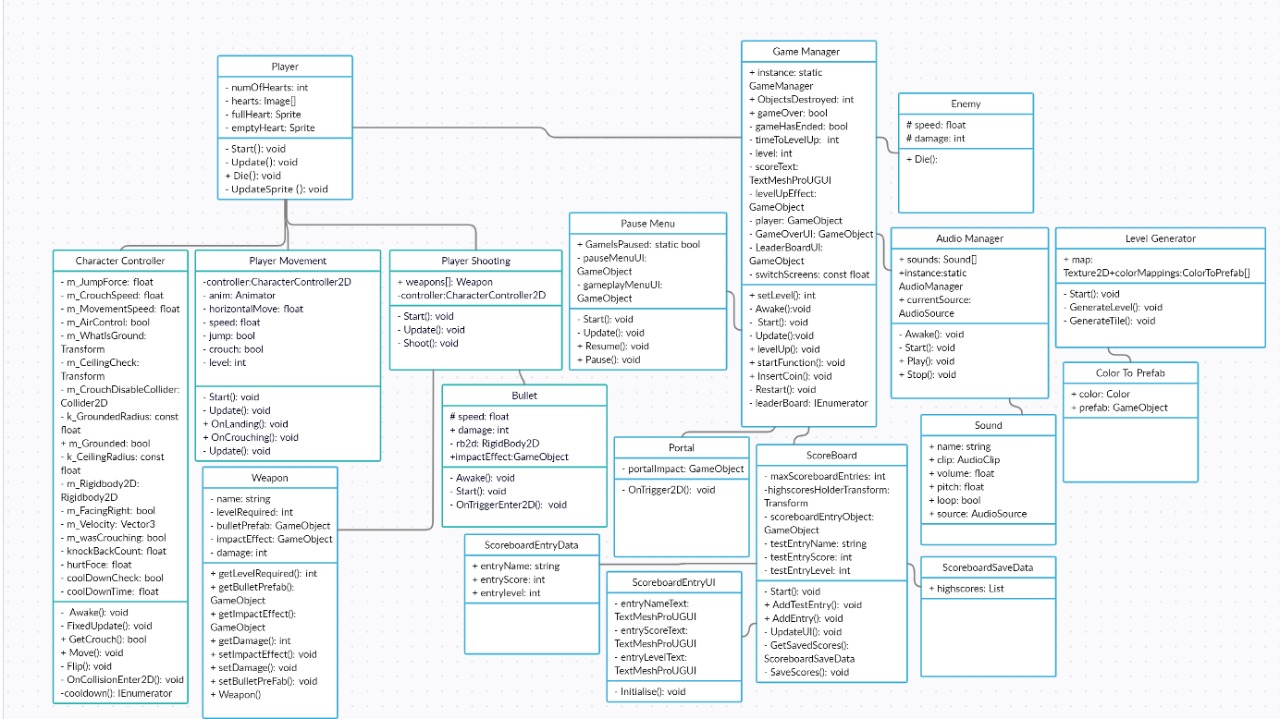 Player
- numOfHearts: int
- hearts: Image[]
- fullHeart: Sprite
- emptyHeart: Sprite
- Start(): void
- Update(): void
+ Die(): void
- UpdateSprite (): void
Game Manager
+ instance: static
GameManager
+ ObjectsDestroyed: int
+ gameOver: bool
- gameHasEnded: bool
- timeToLevelUp: int
- level: int
- scoreText:
TextMeshProUGUI
- levelUpEffect:
GameObject
- player: GameObject
- GameOverUI: GameObject
- LeaderBoardUI:
GameObject
- switchScreens: const float
+ setLevel(): int
- Awake():void
- Start(): void
- Update():void
+ levelUp(): void
+ startFunction(): void
+ InsertCoin(): void
- Restart(): void
- leaderBoard: IEnumerator
Enemy
# speed: float
# damage: int
+ Die():
Character Controller
- m_JumpForce: float
- m_CrouchSpeed: float
- m_MovementSpeed: float
- m_AirControl: bool
- m_WhatIsGround:
Transform
- m_CeilingCheck:
Transform
- m_CrouchDisableCollider:
Collider2D
- k_GroundedRadius: const
float
+ m_Grounded: bool
- k_CeilingRadius: const
float
- m_Rigidbody2D:
Rigidbody2D
- m_FacingRight: bool
- m_Velocity: Vector3
- m_wasCrouching: bool
- knockBackCount: float
- hurtFoce: float
- coolDownCheck: bool
- coolDownTime: float
- Awake(): void
- FixedUpdate(): void
+ GetCrouch(): bool
+ Move(): void
- Flip(): void
- OnCollisionEnter2D(): void
-cooldown(): IEnumerator
Player Movement
-controller:CharacterController2D
- anim: Animator
- horizontalMove: float
- speed: float
- jump: bool
- crouch: bool
- level: int
- Start(): void
- Update(): void
+ OnLanding(): void
+ OnCrouching(): void
- Update(): void
Player Shooting
+ weapons[]: Weapon
-controller:CharacterController2D
- Start(): void
- Update(): void
- Shoot(): void
Pause Menu
+ GameIsPaused: static bool
- pauseMenuUI:
GameObject
- gameplayMenuUI:
GameObject
- Start(): void
- Update(): void
+ Resume(): void
+ Pause(): void
Audio Manager
+ sounds: Sound[]
+instance:static
AudioManager
+ currentSource:
AudioSource
- Awake(): void
- Start(): void
+ Play(): void
+ Stop(): void
Level Generator
+ map:
Texture2D+colorMappings:ColorToPrefab[]
- Start(): void
- GenerateLevel(): void
- GenerateTile(): void
Color To Prefab
+ color: Color
+ prefab: GameObject
Bullet
# speed: float
+ damage: int
- rb2d: RigidBody2D
+impactEffect:GameObject
- Awake(): void
- Start(): void
- OnTriggerEnter2D(): void
Weapon
- name: string
- levelRequired: int
- bulletPrefab: GameObject
- impactEffect: GameObject
- damage: int
+ getLevelRequired(): int
+ getBulletPrefab():
GameObject
+ getImpactEffect():
GameObject
+ getDamage(): int
+ setImpactEffect(): void
+ setDamage(): void
+ setBulletPreFab(): void
+ Weapon()
Portal
- portalImpact: GameObject
- OnTrigger2D(): void
ScoreBoard
- maxScoreboardEntries: int
-highscoresHolderTransform:
Transform
- scoreboardEntryObject:
GameObject
- testEntryName: string
- testEntryScore: int
- testEntryLevel: int
- Start(): void
+ AddTestEntry(): void
+ AddEntry(): void
- UpdateUI(): void
- GetSavedScores():
ScoreboardSaveData
- SaveScores(): void
Sound
+ name: string
+ clip: AudioClip
+ volume: float
+ pitch: float
+ loop: bool
+ source: AudioSource
ScoreboardEntryData
+ entryName: string
+ entryScore: int
+ entrylevel: int
ScoreboardEntryUI
- entryNameText:
TextMeshProUGUI
- entryScoreText:
TextMeshProUGUI
- entryLevelText:
TextMeshProUGUI
- Initialise(): void
ScoreboardSaveData
+ highscores: List